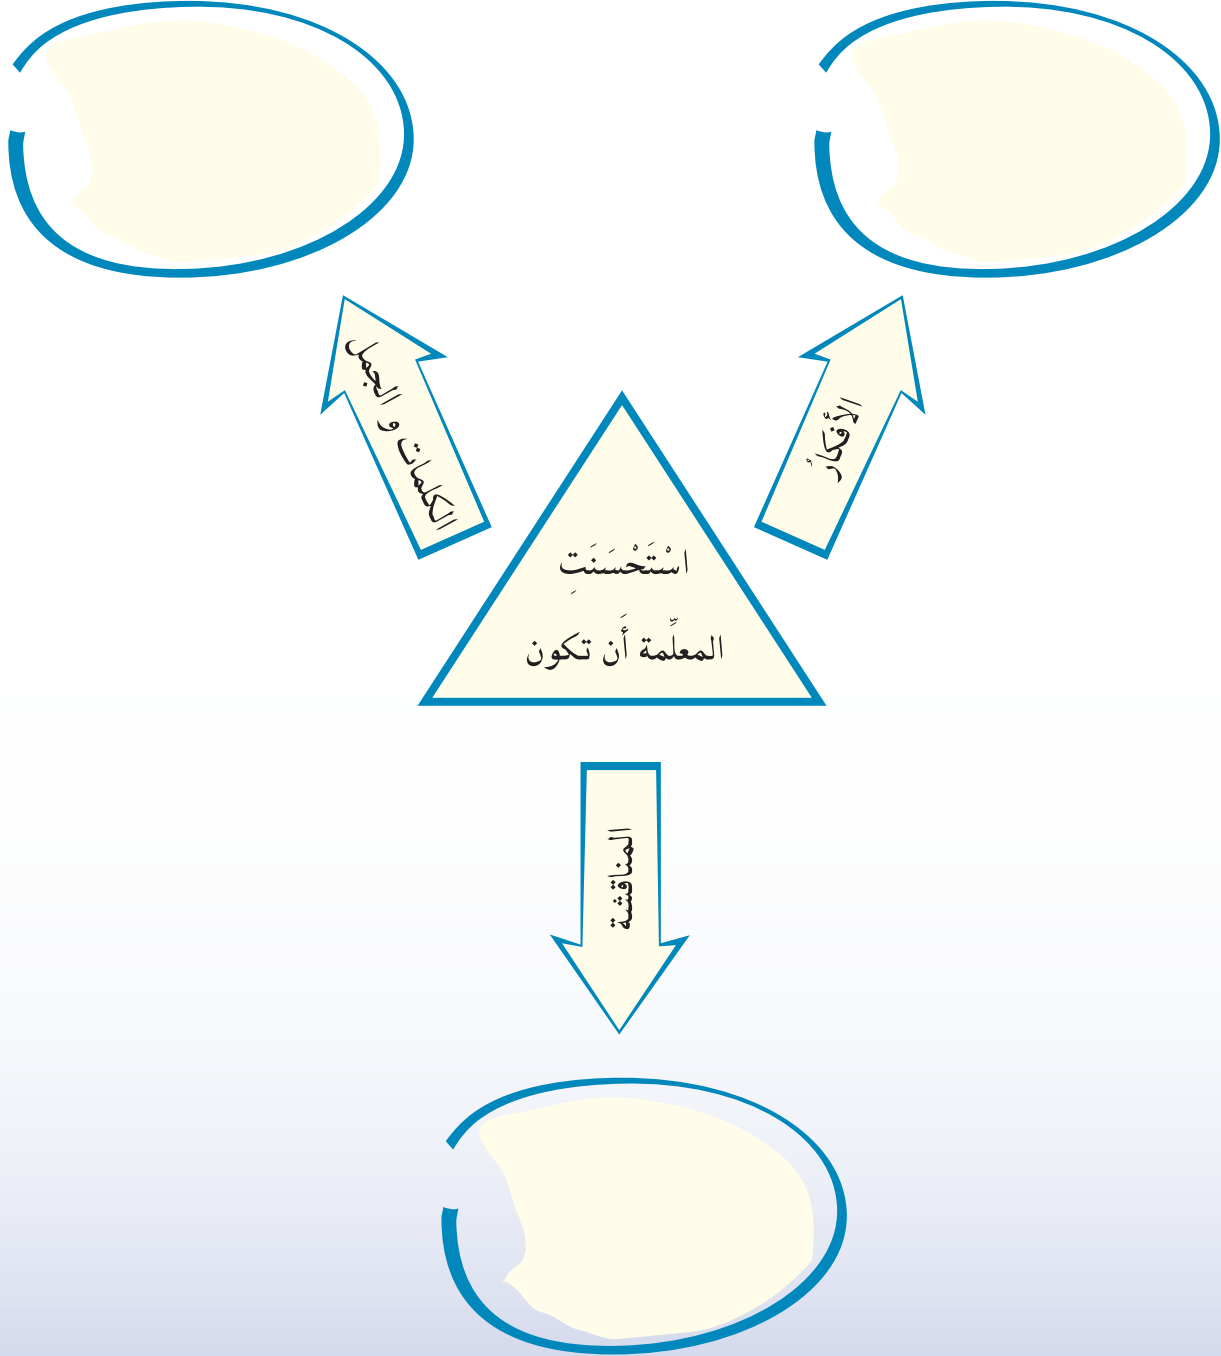 الأفكارُ
الكلمات و الجمل
اسْتَحْسَنَتِ
المعلِّمة أَن تكون
المناقشة